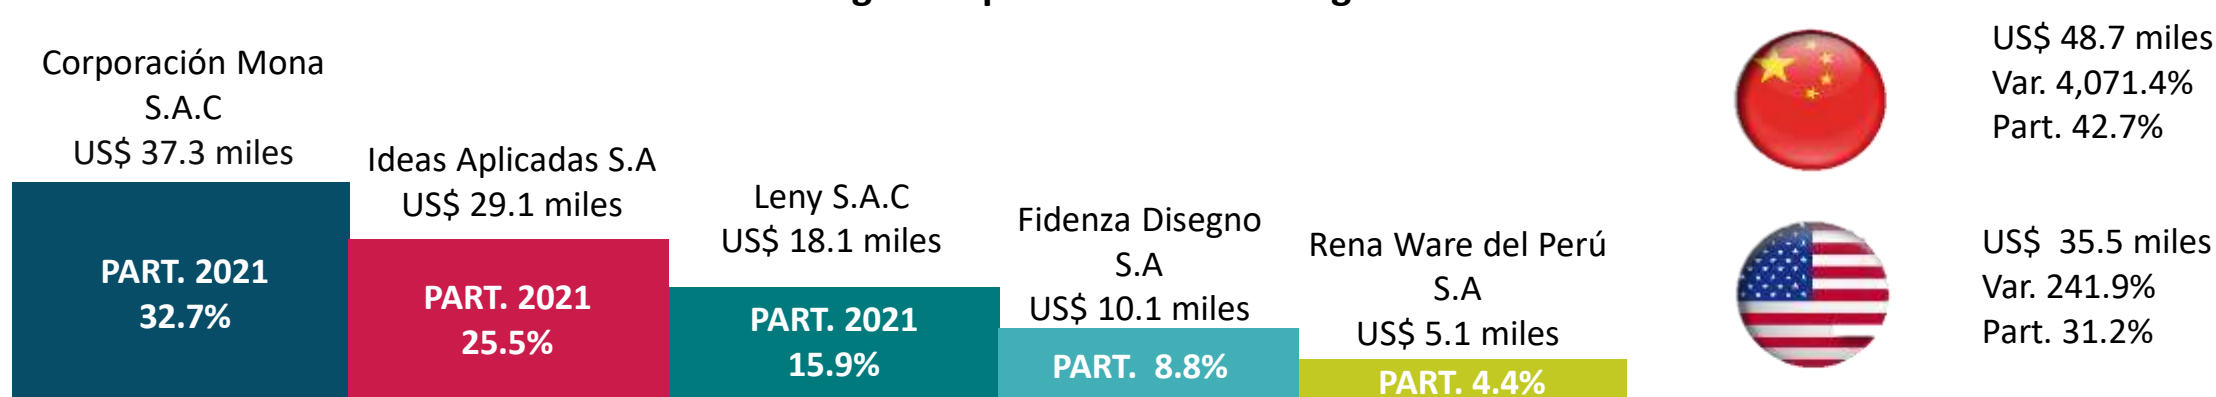 Corporación Mona
S.A.C
US$ 37.3 miles
PART. 2021
32.7%
Ideas Aplicadas S.A
US$ 29.1 miles
PART. 2021
25.5%
Leny S.A.C
US$ 18.1 miles
PART. 2021
15.9%
Fidenza Disegno
S.A
US$ 10.1 miles
PART. 8.8%
Rena Ware del Perú
S.A
US$ 5.1 miles
PART. 4.4%
US$ 48.7 miles
Var. 4,071.4%
Part. 42.7%
US$ 35.5 miles
Var. 241.9%
Part. 31.2%